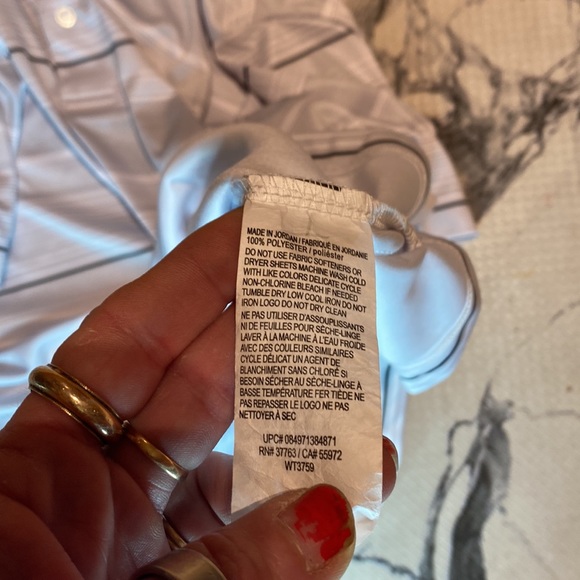 MADE IN JORDAN / FABRIQUÉ EN JORDANIE
100% POLYESTER / poliéster
DO NOT USE FABRIC SOFTENERS OR
DRYER SHEETS MACHINE WASH COLD
WITH LIKE COLORS DELICATE CYCLE
NON-CHLORINE BLEACH IF NEEDED
TUMBLE DRY LOW COOL IRON DO NOT
IRON LOGO DO NOT DRY CLEAN
NE PAS UTILISER D'ASSOUPLISSANTS
NI DE FEUILLES POUR SÈCHE-LINGE
LAVER À LA MACHINE À L'EAU FROIDE
AVEC DES COULEURS SIMILAIRES
CYCLE DÉLICAT UN AGENT DE
BLANCHIMENT SANS CHLORE SI
BESOIN SÉCHER AU SÈCHE-LINGE À
BASSE TEMPÉRATURE FER TIÈDE NE
PAS REPASSER LE LOGO NE PAS
NETTOYER À SEC
UPC# 084971384871
RN# 37763 / CA# 55972
WT3759